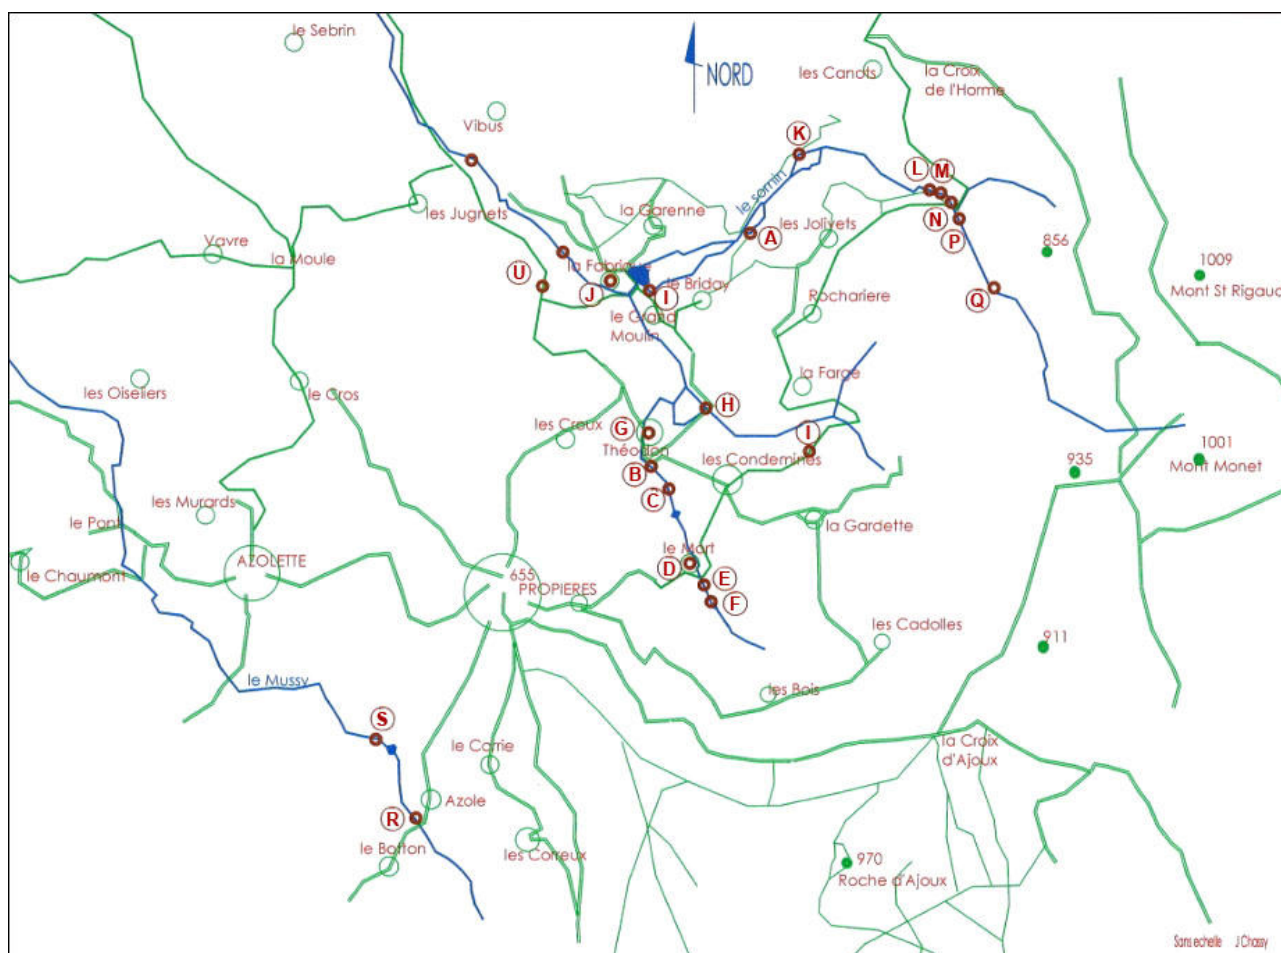 le Sebrin
NORD
les Canots
la Croix
de l'Horme
Vibus
K
le sornin
L
M
les Jugnets
la Garenne
les Jolivets
A
N
P
856
Vavre
la Moule
U
la Fabrique
J
I
le Briday
Rochariere
Q
1009
Mont St Rigaud
le Grand
Moulin
les Oiseliers
le Cros
la Farge
H
G
les Croux
Théodon
I
B
les Condemines
C
935
1001
Mont Monet
les Murards
le Pont
la Gardette
AZOLETTE
le Chaumont
655
PROPIERES
le Mort
D
E
F
les Cadolles
911
le Mussy
les Bois
S
le Carrie
la Croix
d'Ajoux
Azole
R
le Botton
les Correux
970
Roche d'Ajoux
Sans echelle J Chassy